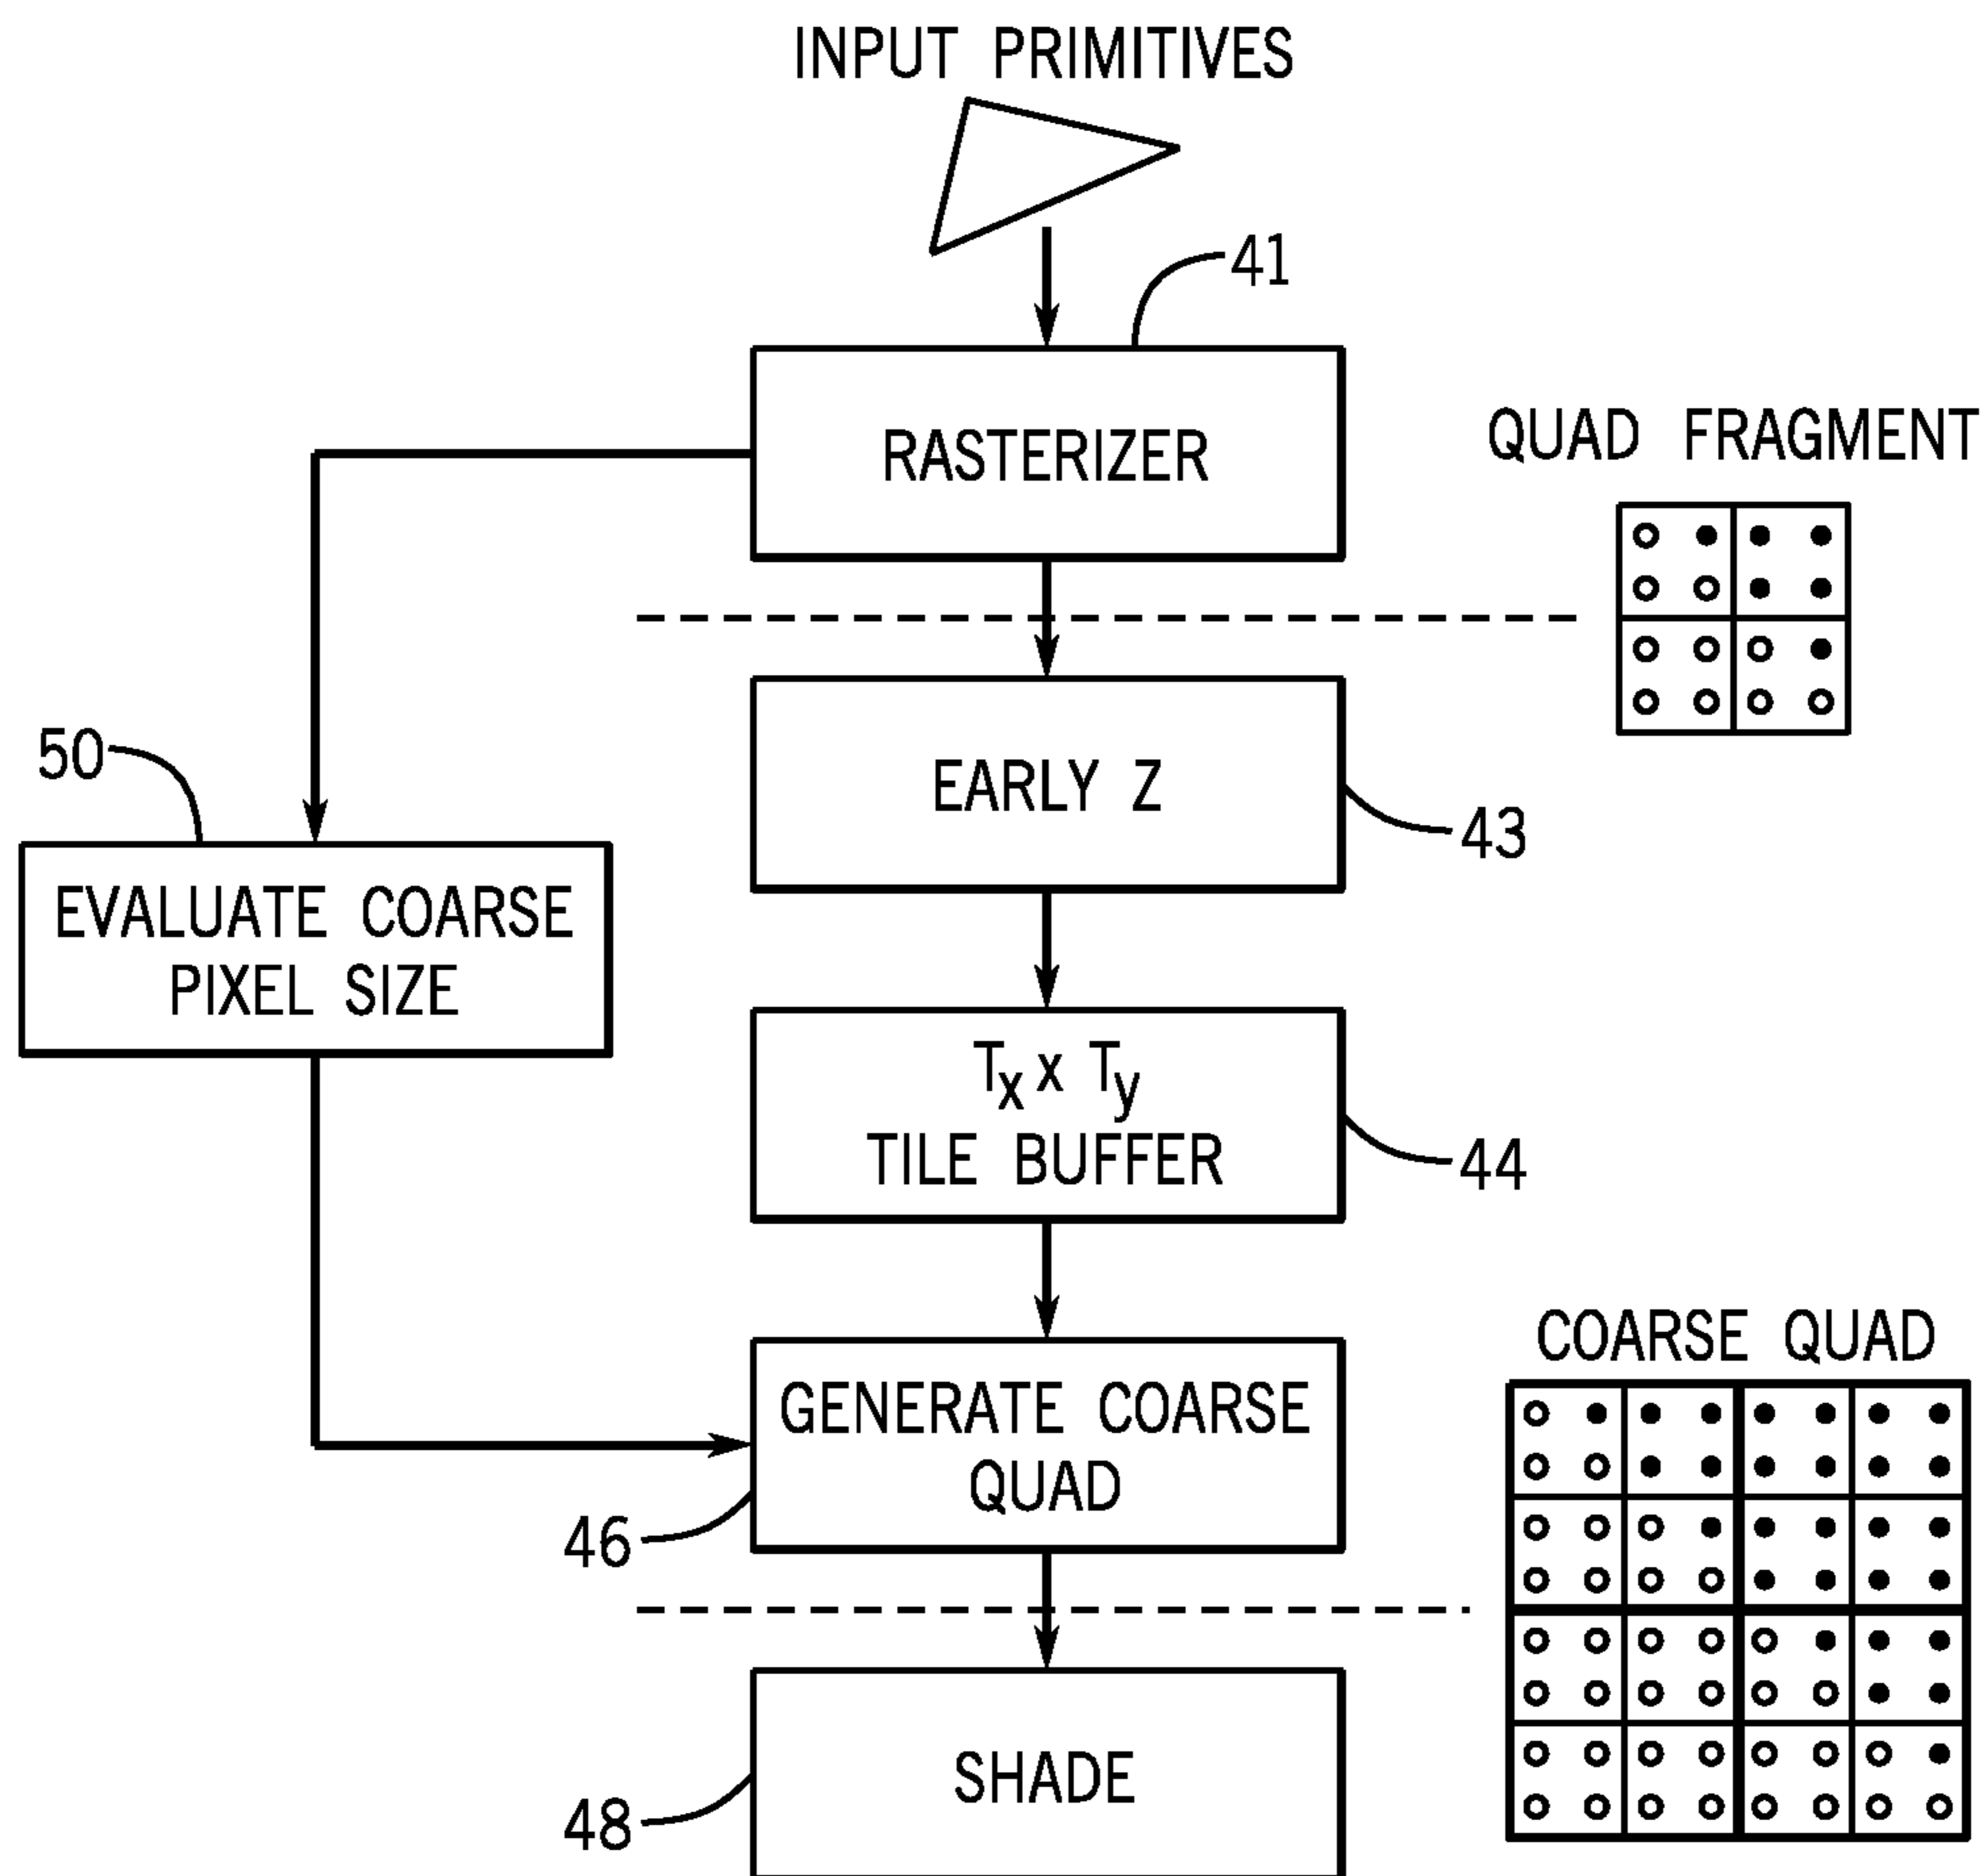 INPUT PRIMITIVES
41
RASTERIZER
QUAD FRAGMENT
50
EARLY Z
43
EVALUATE COARSE
PIXEL SIZE
Tx x Ty
TILE BUFFER
44
COARSE QUAD
GENERATE COARSE
QUAD
46
SHADE
48